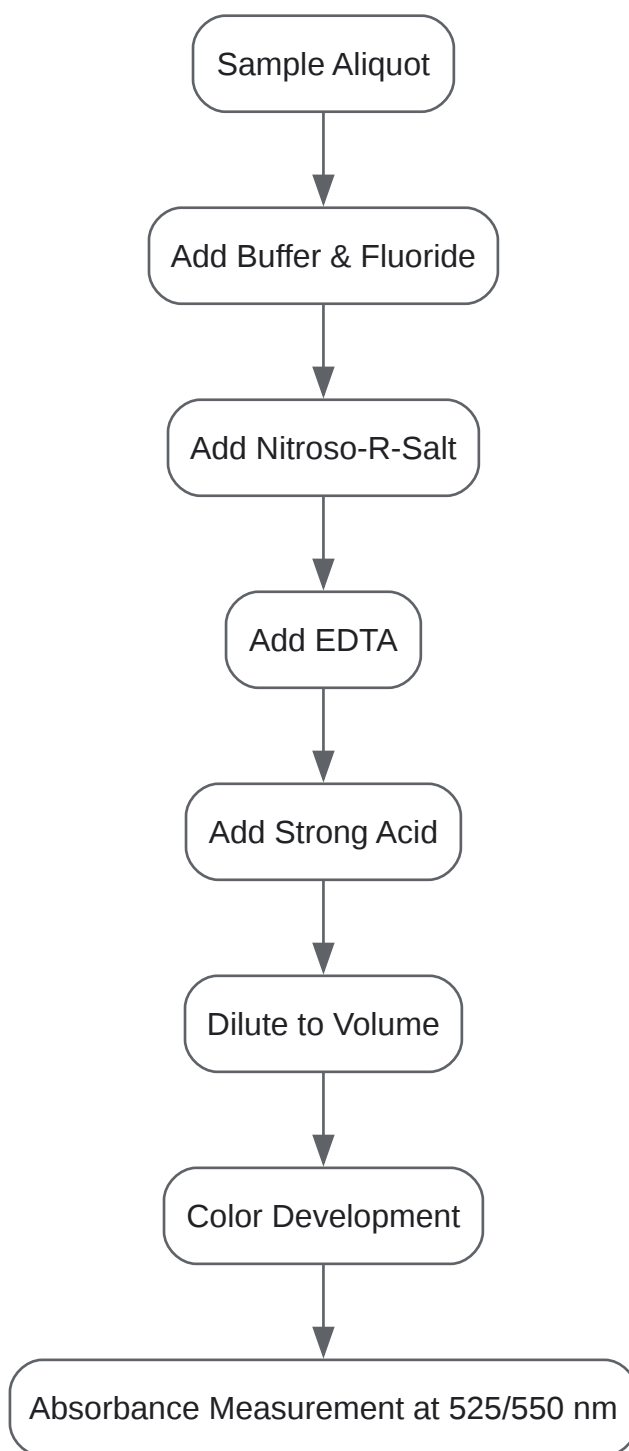 Sample Aliquot
Add Buffer & Fluoride
Add Nitroso-R-Salt
Add EDTA
Add Strong Acid
Dilute to Volume
Color Development
Absorbance Measurement at 525/550 nm